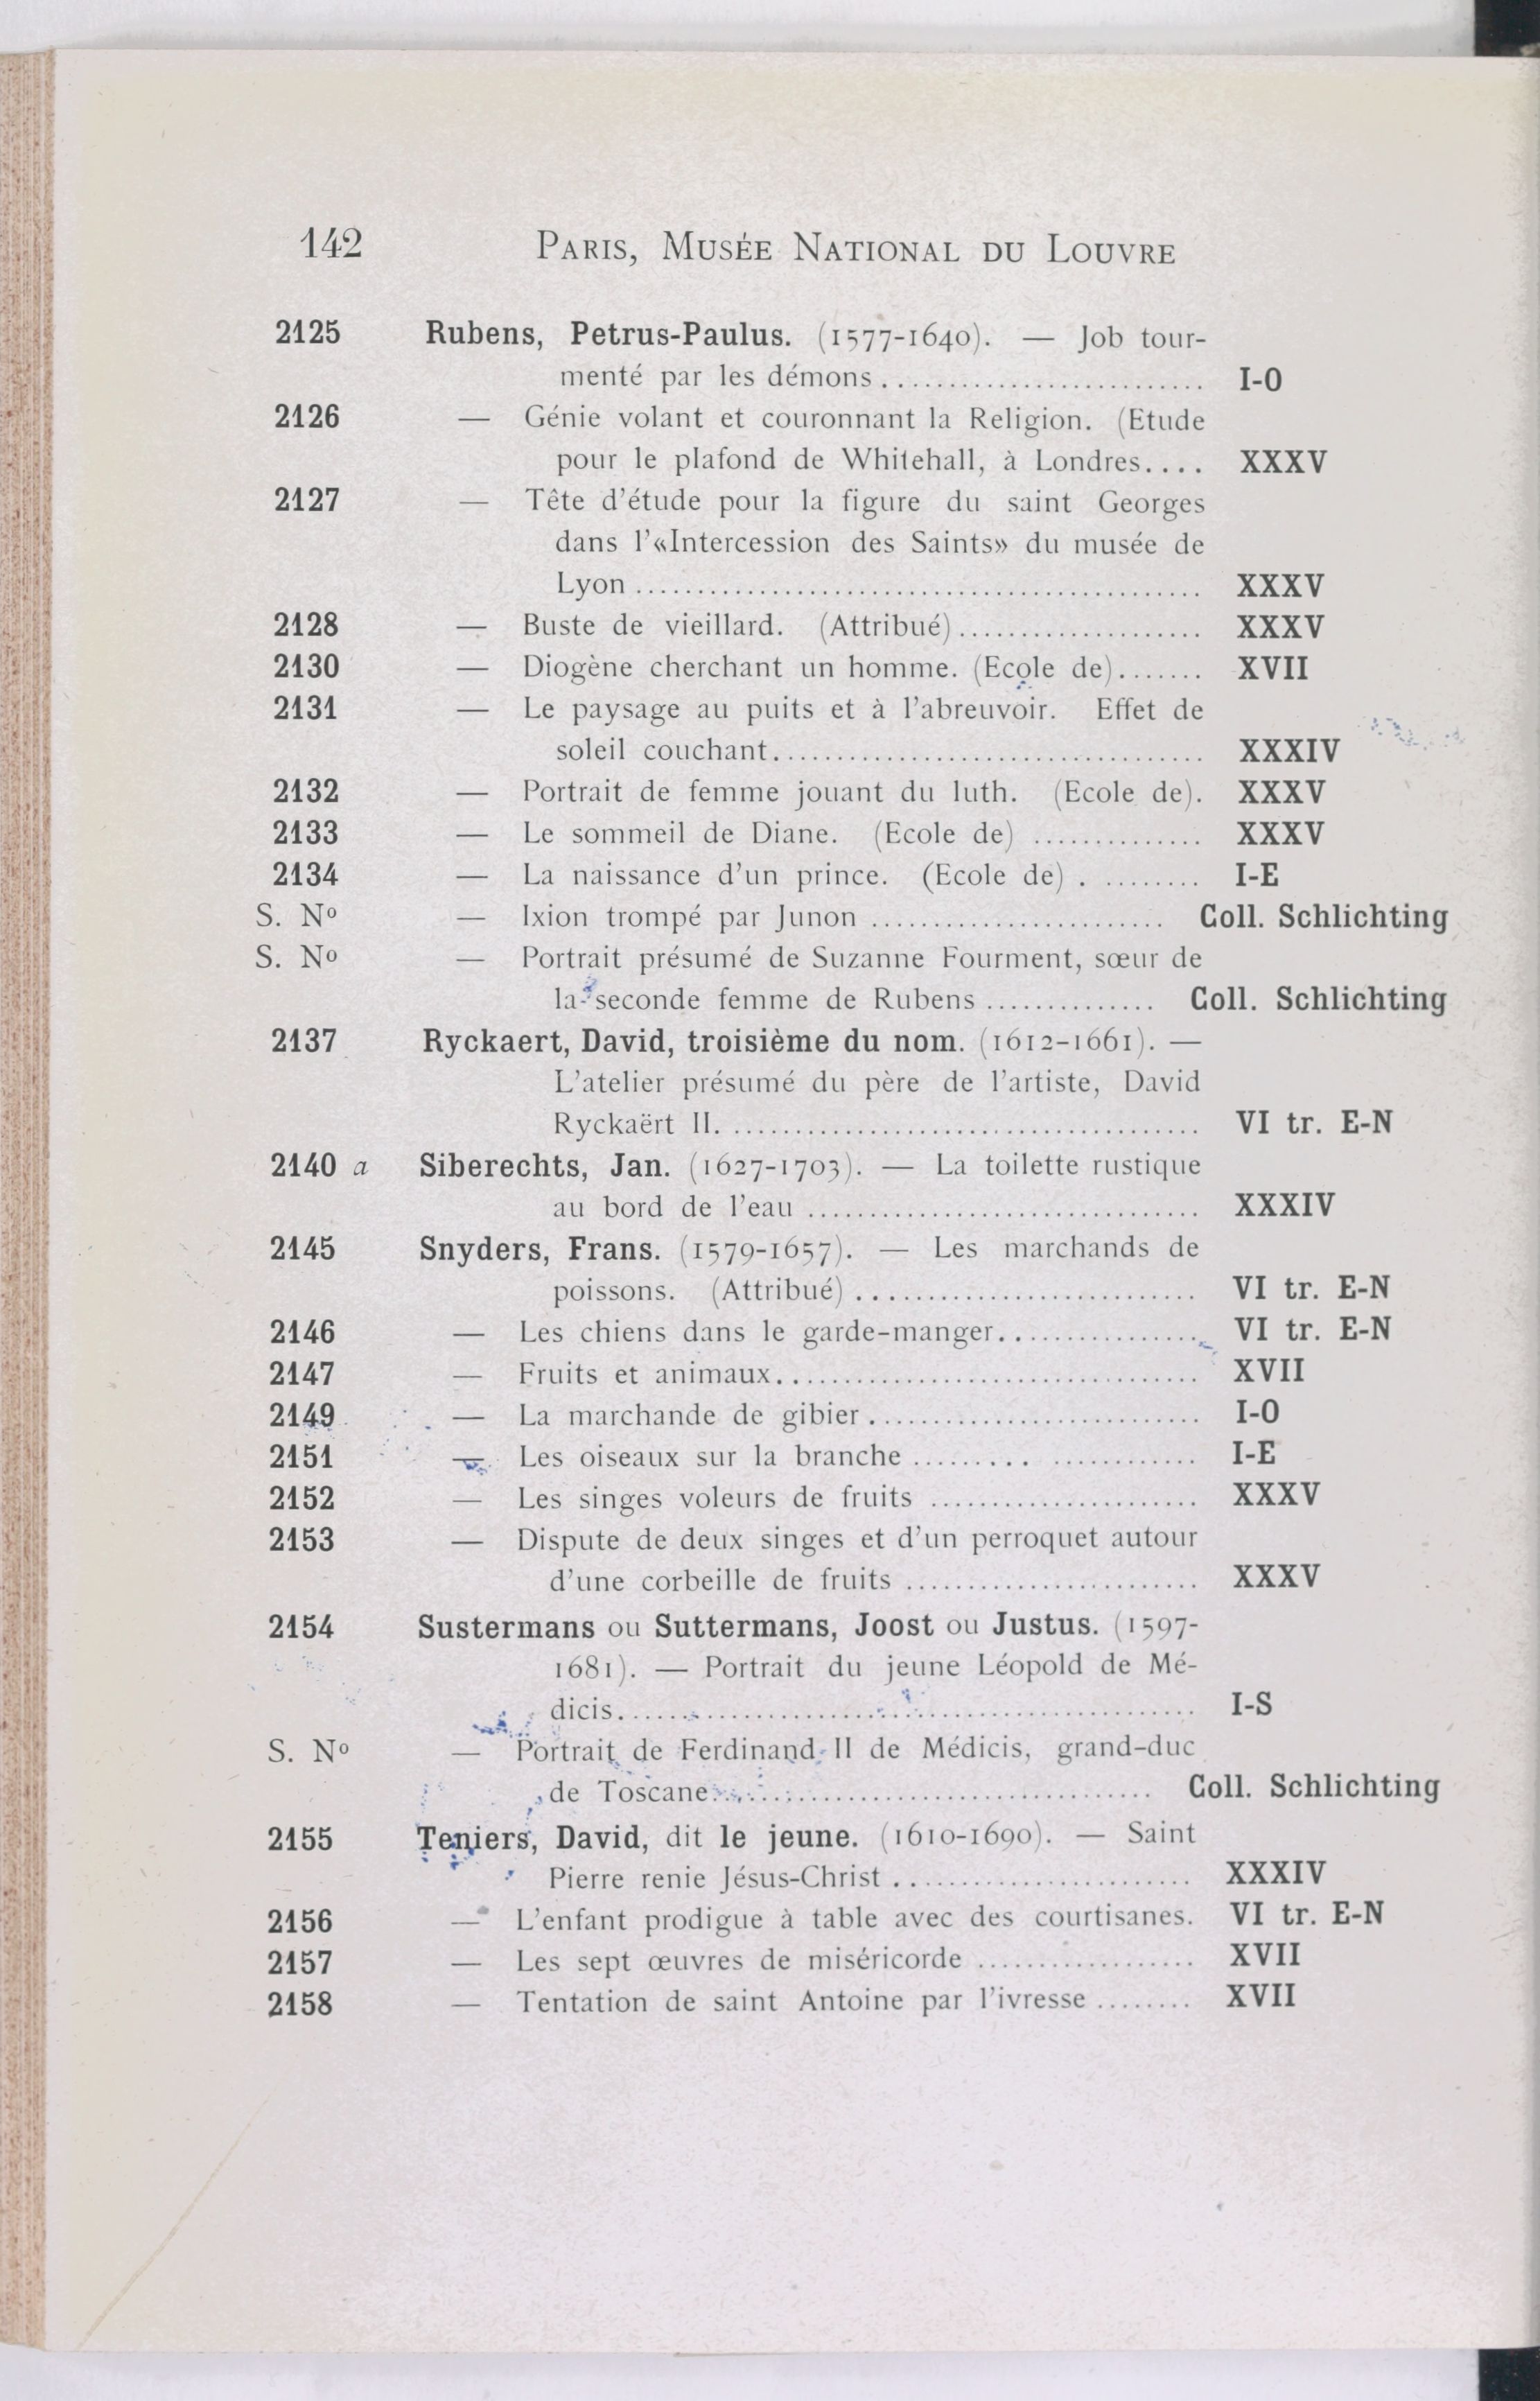 142 PARIS, MUSÉE NATIONAL DU LOUVRE
2125 Rubens, Petrus-Paulus. (1577-1640). — Job tour-
menté par les démons .......................... I-O
2126 — Génie volant et couronnant la Religion. (Etude
pour le plafond de Whitehall, à Londres.... XXXV
2127 — Tête d'étude pour la figure du saint Georges
dans l'«Intercession des Saints» du musée de
Lyon .............................................. XXXV
2128 — Buste de vieillard. (Attribué).................... XXXV
2130 — Diogène cherchant un homme. (Ecole de)....... XVII
2131 — Le paysage au puits et à l'abreuvoir. Effet de
soleil couchant................................... XXXIV
2132 — Portrait de femme jouant du luth. (Ecole de). XXXV
2133 — Le sommeil de Diane. (Ecole de) .............. XXXV
2134 — La naissance d'un prince. (Ecole de) . ........ I-E
S. Nº — Ixion trompé par Junon ........................ Coll. Schlichting
S. Nº — Portrait présumé de Suzanne Fourment, sœur de
la seconde femme de Rubens .............. Coll. Schlichting
2137 Ryckaert, David, troisième du nom. (1612-1661). —
L'atelier présumé du père de l'artiste, David
Ryckaërt II. ...................................... VI tr. E-N
2140 a Siberechts, Jan. (1627-1703). — La toilette rustique
au bord de l'eau ................................ XXXIV
2145 Snyders, Frans. (1579-1657). — Les marchands de
poissons. (Attribué) ............................ VI tr. E-N
2146 — Les chiens dans le garde-manger................. VI tr. E-N
2147 — Fruits et animaux................................... XVII
2149 — La marchande de gibier........................... I-O
2151 — Les oiseaux sur la branche .......... ............ I-E
2152 — Les singes voleurs de fruits ...................... XXXV
2153 — Dispute de deux singes et d'un perroquet autour
d'une corbeille de fruits ........................ XXXV
2154 Sustermans ou Suttermans, Joost ou Justus. (1597-
1681). — Portrait du jeune Léopold de Mé-
dicis............................................... I-S
S. Nº — Portrait de Ferdinand II de Médicis, grand-duc
de Toscane.................................... Coll. Schlichting
2155 Teniers, David, dit le jeune. (1610-1690). — Saint
Pierre renie Jésus-Christ ........................ XXXIV
2156 — L'enfant prodigue à table avec des courtisanes. VI tr. E-N
2157 — Les sept œuvres de miséricorde .................. XVII
2158 — Tentation de saint Antoine par l'ivresse ........ XVII